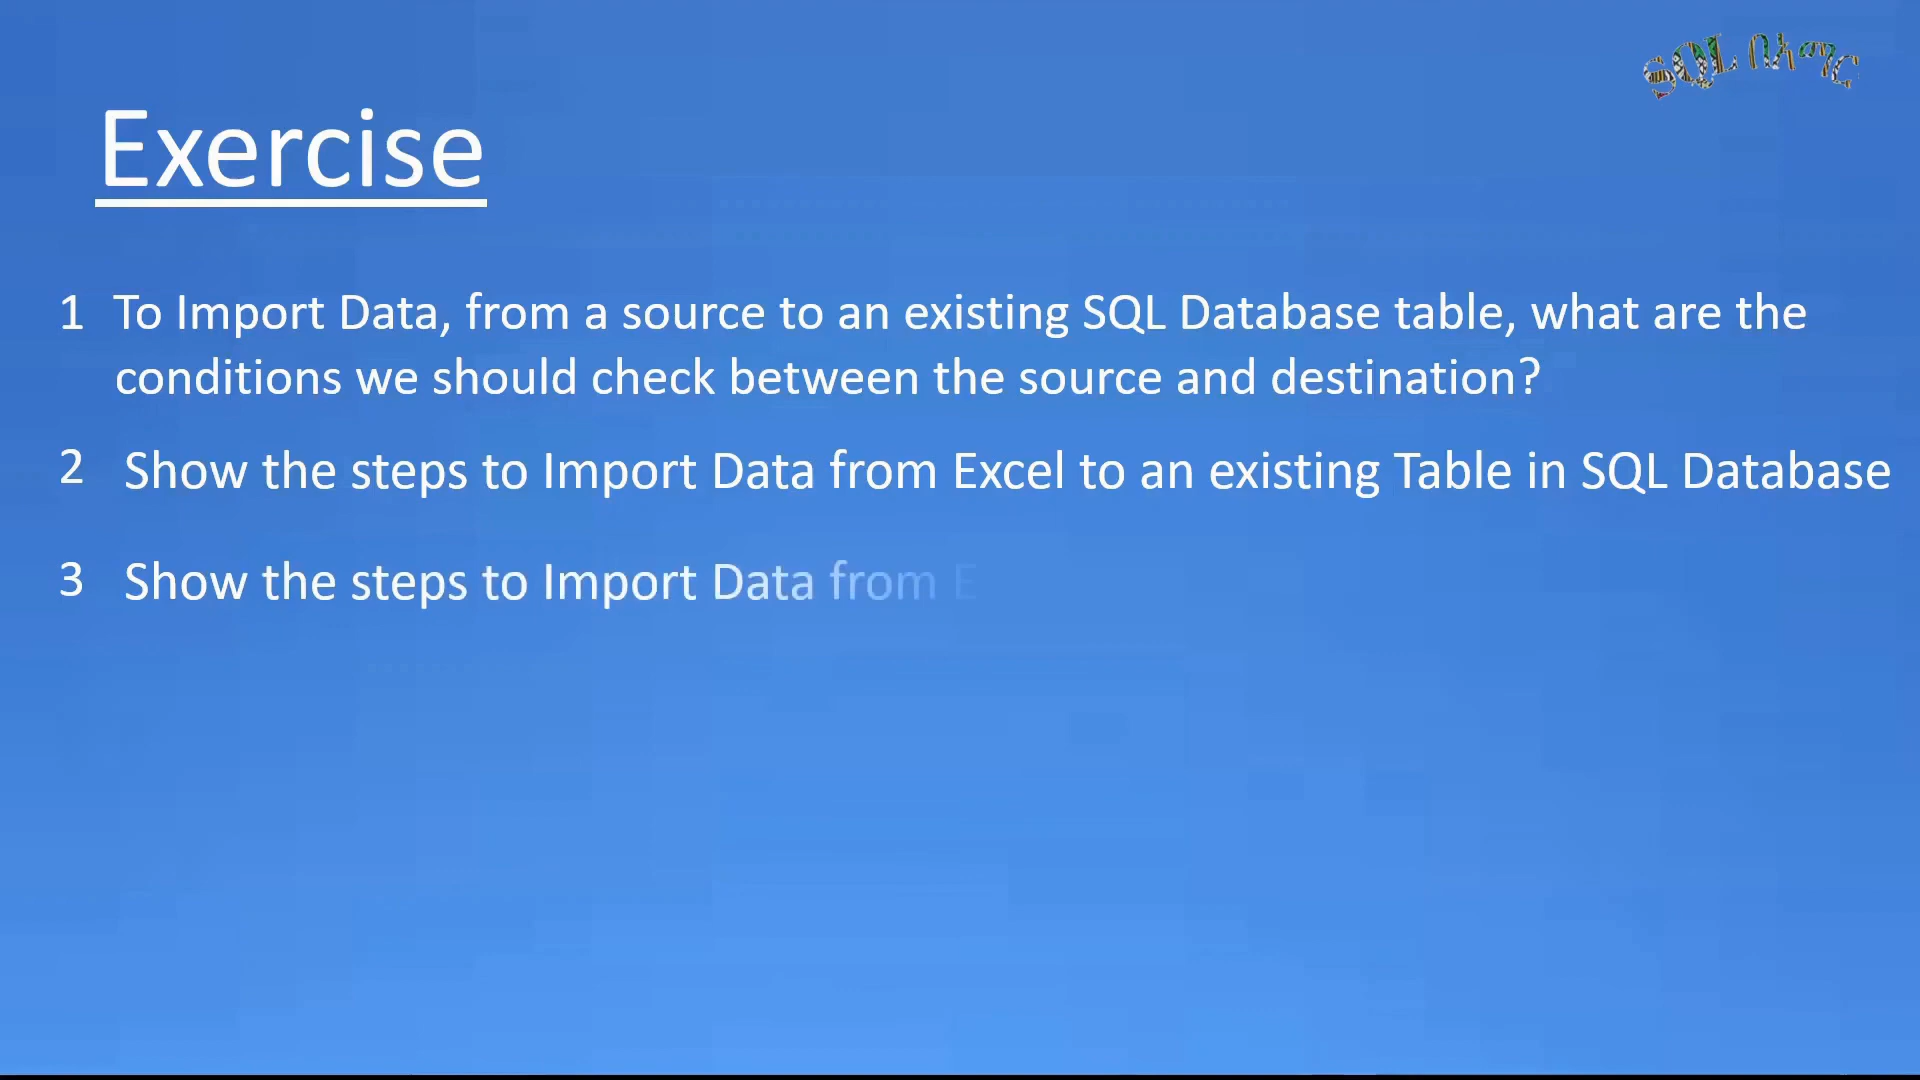 SQL በአማርኛ
Exercise
1 To Import Data, from a source to an existing SQL Database table, what are the
conditions we should check between the source and destination?
2 Show the steps to Import Data from Excel to an existing Table in SQL Database
3 Show the steps to Import Data from E